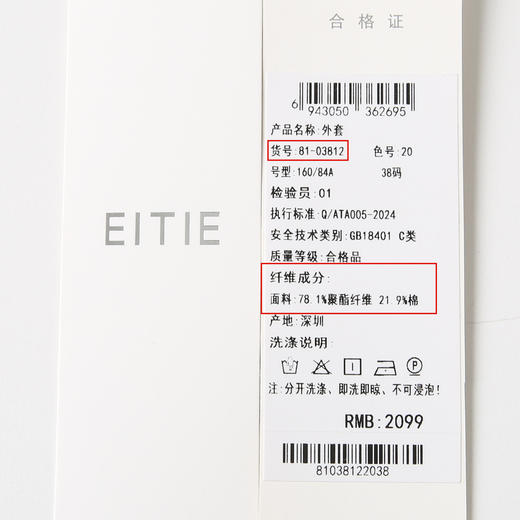 合格证
EITIE
6 943050 362695
产品名称:外套
货号:81-03812 色号:20
号型:160/84A 38码
检验员:01
执行标准:Q/ATA005-2024
安全技术类别:GB18401 C类
质量等级:合格品
纤维成分:
面料:78.1%聚酯纤维 21.9%棉
产地:深圳
洗涤说明:
P
注:分开洗涤、即洗即晾、不可浸泡!
RMB:2099
81038122038